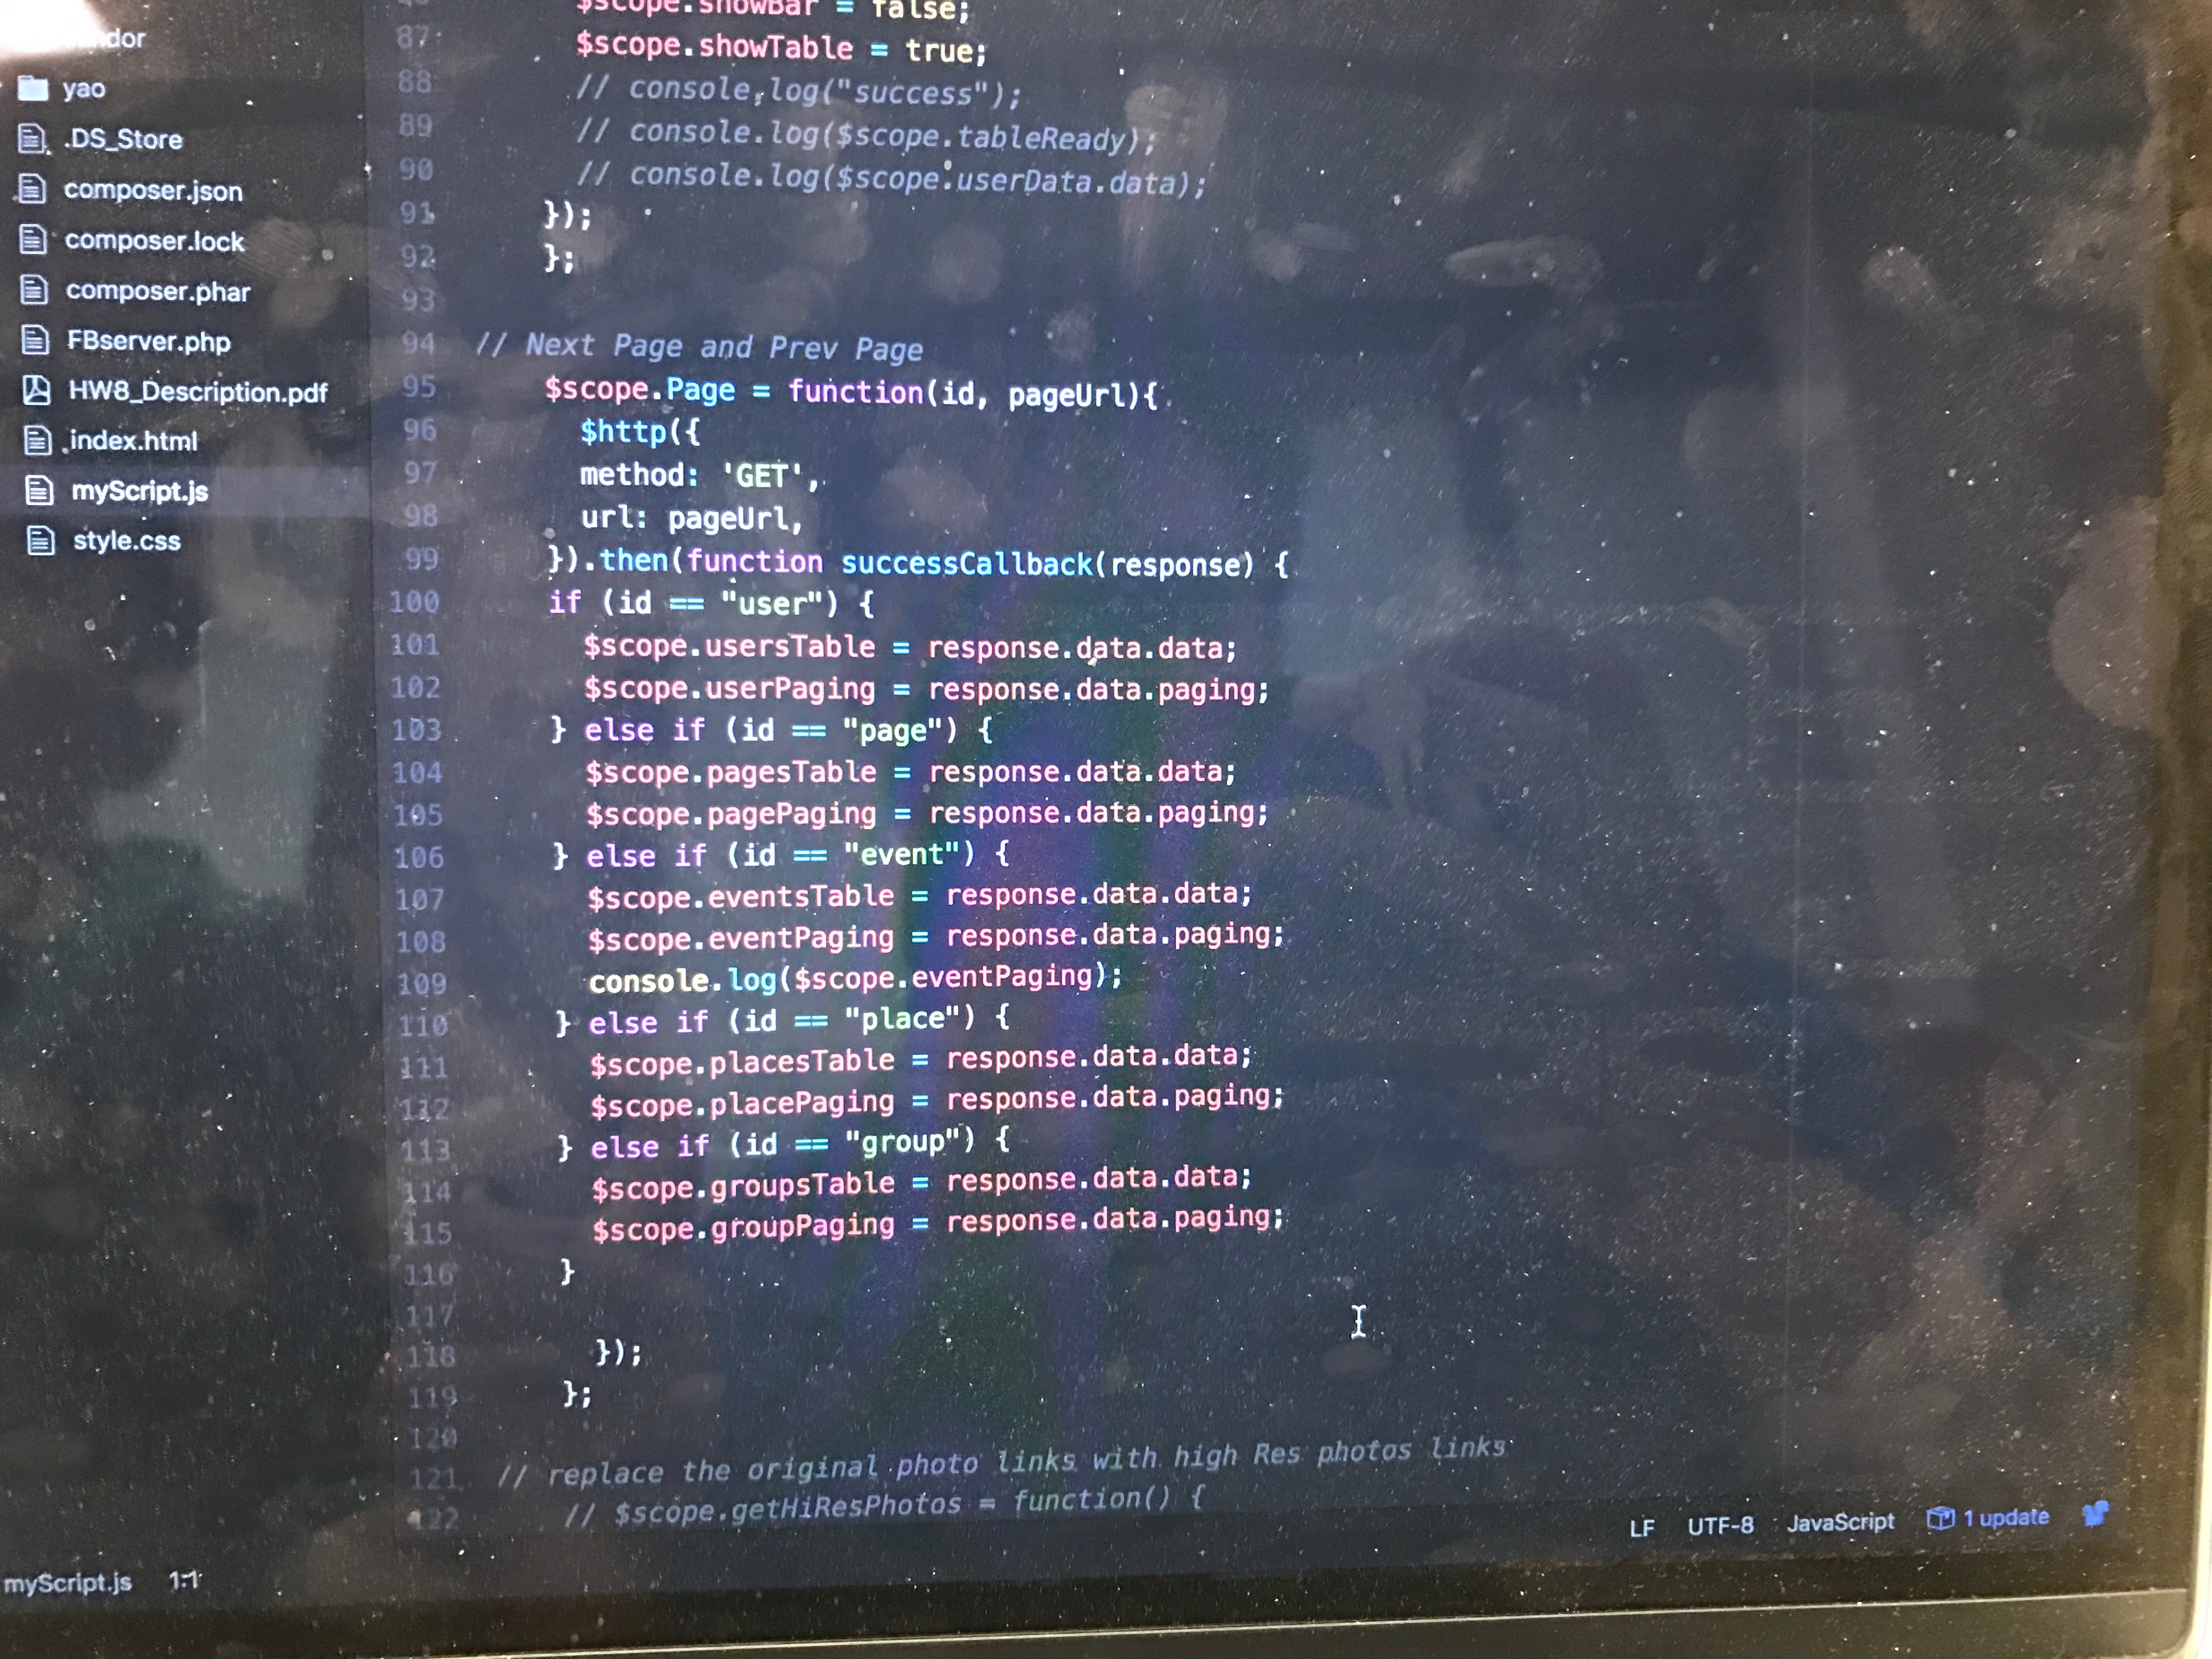 $scope.showBar = false;
87 $scope.showTable = true;
88 // console.log("success");
89 // console.log($scope.tableReady);
90 // console.log($scope.userData.data);
91 });
92 };
93
94 // Next Page and Prev Page
95 $scope.Page = function(id, pageUrl){
96 $http({
97 method: 'GET',
98 url: pageUrl,
99 }).then(function successCallback(response) {
100 if (id == "user") {
101 $scope.usersTable = response.data.data;
102 $scope.userPaging = response.data.paging;
103 } else if (id == "page") {
104 $scope.pagesTable = response.data.data;
105 $scope.pagePaging = response.data.paging;
106 } else if (id == "event") {
107 $scope.eventsTable = response.data.data;
108 $scope.eventPaging = response.data.paging;
109 console.log($scope.eventPaging);
110 } else if (id == "place") {
111 $scope.placesTable = response.data.data;
112 $scope.placePaging = response.data.paging;
113 } else if (id == "group") {
114 $scope.groupsTable = response.data.data;
115 $scope.groupPaging = response.data.paging;
116 }
117
118 });
119 };
120
121 // replace the original photo links with high Res photos links
122 // $scope.getHiResPhotos = function() {
yao
.DS_Store
composer.json
composer.lock
composer.phar
FBserver.php
HW8_Description.pdf
index.html
myScript.js
style.css
myScript.js 1:1
LF UTF-8 JavaScript 1 update